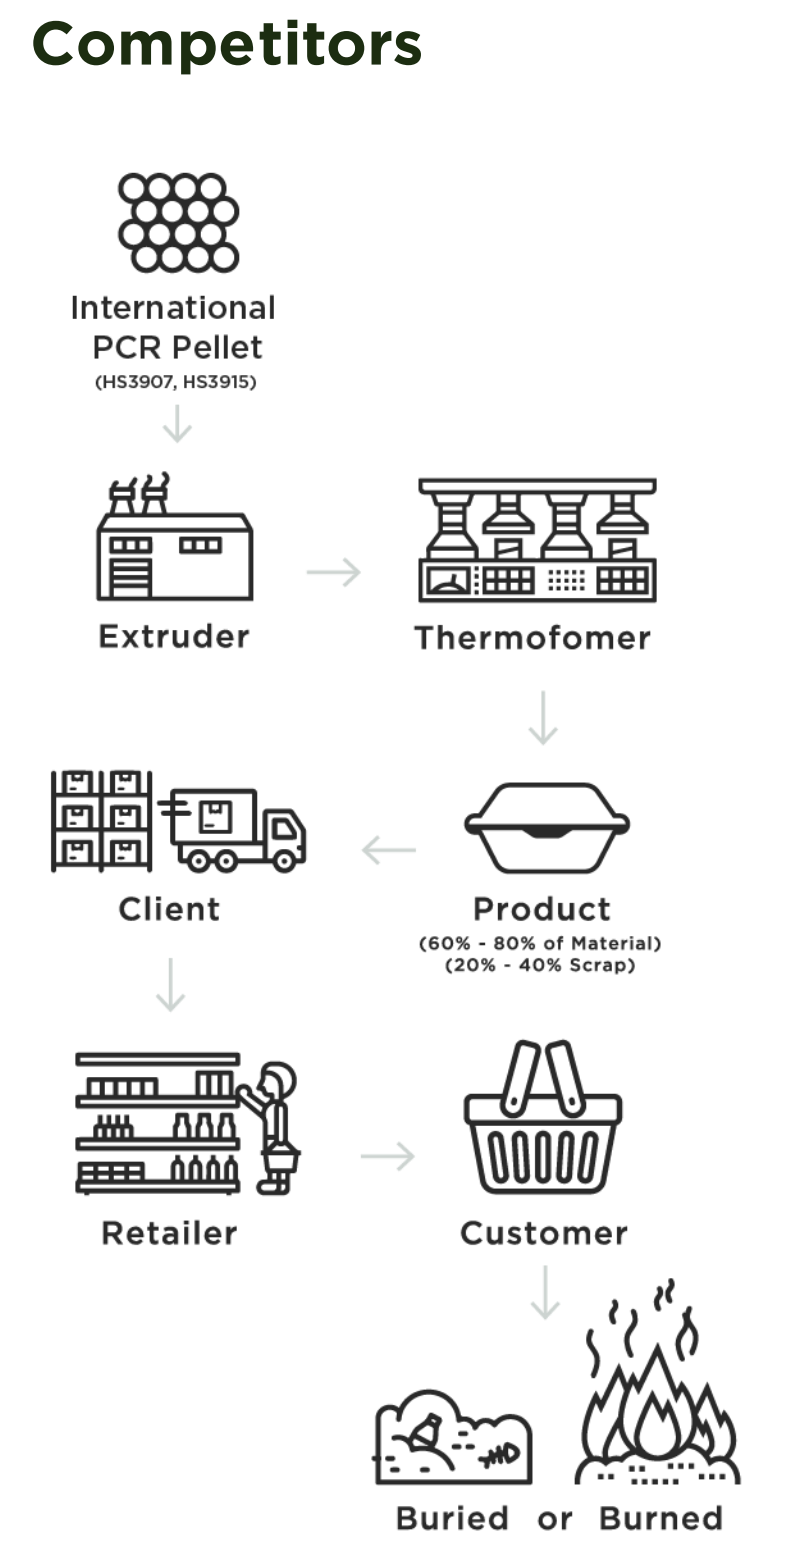 Competitors
International
PCR Pellet
(HS3907, HS3915)
Extruder
Thermofomer
Client
Product
(60% - 80% of Material)
(20% - 40% Scrap)
Retailer
Customer
Buried or Burned